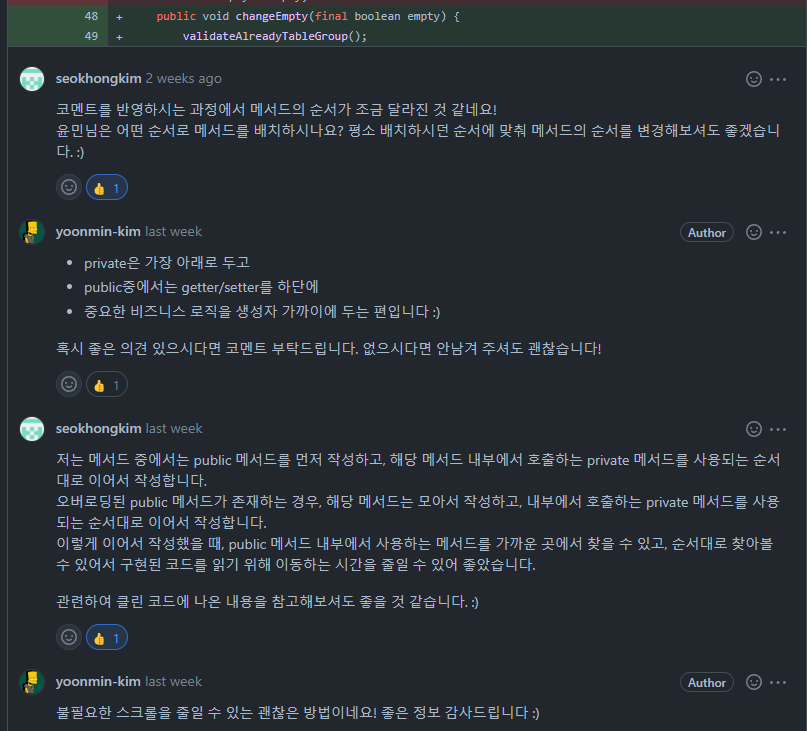 48 + public void changeEmpty(final boolean empty) {
49 + validateAlreadyTableGroup();
seokhongkim 2 weeks ago
코멘트를 반영하시는 과정에서 메서드의 순서가 조금 달라진 것 같네요!
윤민님은 어떤 순서로 메서드를 배치하시나요? 평소 배치하시던 순서에 맞춰 메서드의 순서를 변경해보셔도 좋겠습니
다. :)
👍 1
yoonmin-kim last week Author
• private은 가장 아래로 두고
• public중에서는 getter/setter를 하단에
• 중요한 비즈니스 로직을 생성자 가까이에 두는 편입니다 :)
혹시 좋은 의견 있으시다면 코멘트 부탁드립니다. 없으시다면 안남겨 주셔도 괜찮습니다!
👍 1
seokhongkim last week
저는 메서드 중에서는 public 메서드를 먼저 작성하고, 해당 메서드 내부에서 호출하는 private 메서드를 사용되는 순서
대로 이어서 작성합니다.
오버로딩된 public 메서드가 존재하는 경우, 해당 메서드는 모아서 작성하고, 내부에서 호출하는 private 메서드를 사용
되는 순서대로 이어서 작성합니다.
이렇게 이어서 작성했을 때, public 메서드 내부에서 사용하는 메서드를 가까운 곳에서 찾을 수 있고, 순서대로 찾아볼
수 있어서 구현된 코드를 읽기 위해 이동하는 시간을 줄일 수 있어 좋았습니다.
관련하여 클린 코드에 나온 내용을 참고해보셔도 좋을 것 같습니다. :)
👍 1
yoonmin-kim last week Author
불필요한 스크롤을 줄일 수 있는 괜찮은 방법이네요! 좋은 정보 감사드립니다 :)